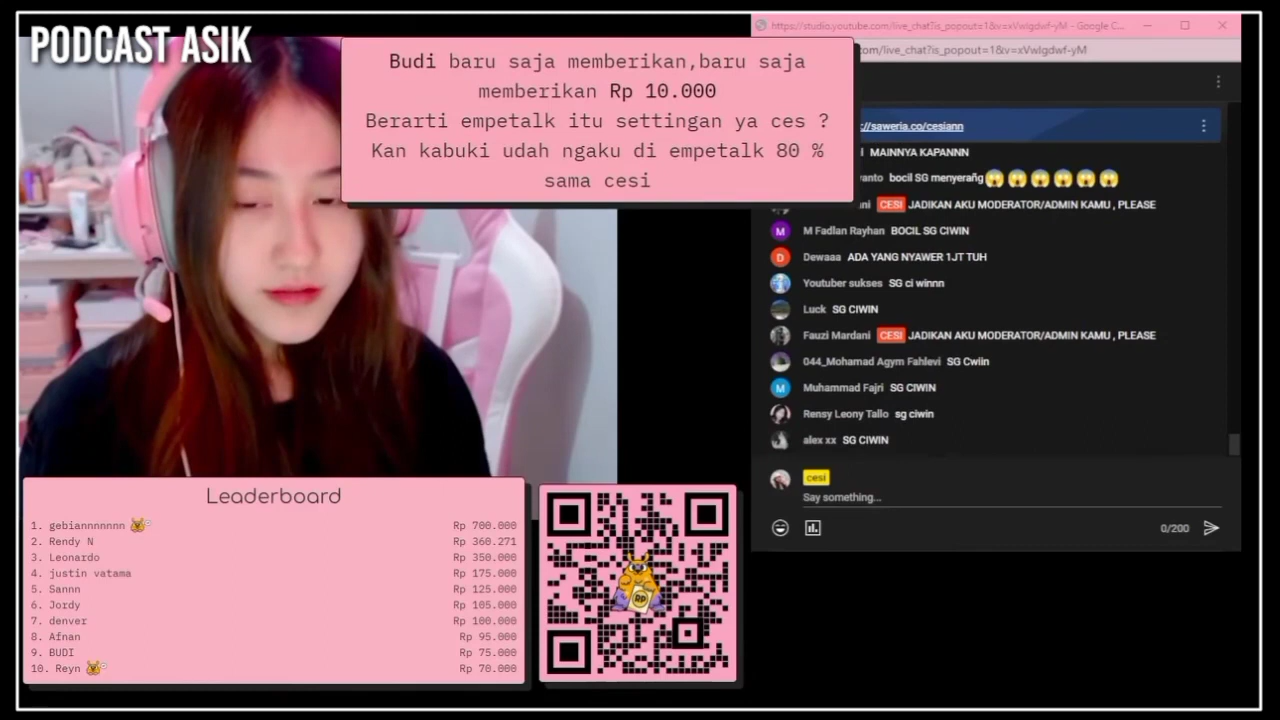 PODCAST ASIK
Budi baru saja memberikan,baru saja
memberikan Rp 10.000
Berarti empetalk itu settingan ya ces ?
Kan kabuki udah ngaku di empetalk 80 %
sama cesi
https://studio.youtube.com/live_chat?is_popout=1&v=xVwIgdwf-yM - Google C...
com/live_chat?is_popout=1&v=xVwIgdwf-yM
://saweria.co/cesiann
MAINNYA KAPANNN
bocil SG menyerañg😱😱😱😱😱😱
CESI JADIKAN AKU MODERATOR/ADMIN KAMU , PLEASE
M M Fadlan Rayhan BOCIL SG CIWIN
D Dewaaa ADA YANG NYAWER 1JT TUH
Youtuber sukses SG ci winnn
Luck SG CIWIN
Fauzi Mardani CESI JADIKAN AKU MODERATOR/ADMIN KAMU , PLEASE
044_Mohamad Agym Fahlevi SG Cwiin
M Muhammad Fajri SG CIWIN
Rensy Leony Tallo sg ciwin
alex xx SG CIWIN
cesi
Say something...
0/200
Leaderboard
1. gebiannnnnnn Rp 700.000
2. Rendy N Rp 360.271
3. Leonardo Rp 350.000
4. justin vatama Rp 175.000
5. Sannn Rp 125.000
6. Jordy Rp 105.000
7. denver Rp 100.000
8. Afnan Rp 95.000
9. BUDI Rp 75.000
10. Reyn Rp 70.000
RP